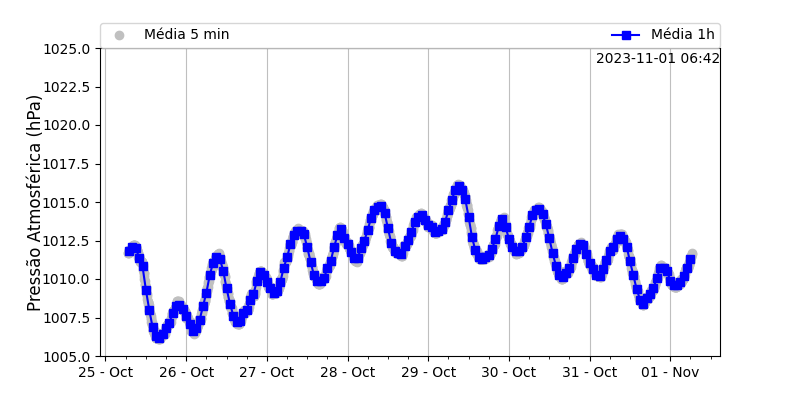 Média 5 min
Média 1h
2023-11-01 06:42
Pressão Atmosférica (hPa)
1025.0
1022.5
1020.0
1017.5
1015.0
1012.5
1010.0
1007.5
1005.0
25 - Oct
26 - Oct
27 - Oct
28 - Oct
29 - Oct
30 - Oct
31 - Oct
01 - Nov